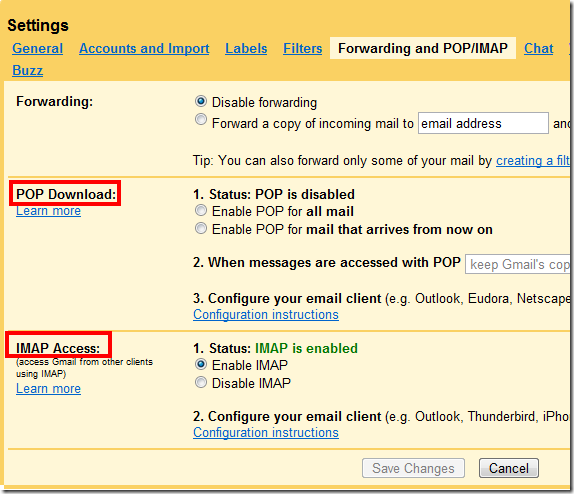 Settings
General Accounts and Import Labels Filters Forwarding and POP/IMAP Chat
Buzz
Forwarding:
Disable forwarding
Forward a copy of incoming mail to email address and
Tip: You can also forward only some of your mail by creating a filt
POP Download:
Learn more
1. Status: POP is disabled
Enable POP for all mail
Enable POP for mail that arrives from now on
2. When messages are accessed with POP keep Gmail's cop
3. Configure your email client (e.g. Outlook, Eudora, Netscape
Configuration instructions
IMAP Access:
(access Gmail from other clients
using IMAP)
Learn more
1. Status: IMAP is enabled
Enable IMAP
Disable IMAP
2. Configure your email client (e.g. Outlook, Thunderbird, iPho
Configuration instructions
Save Changes Cancel